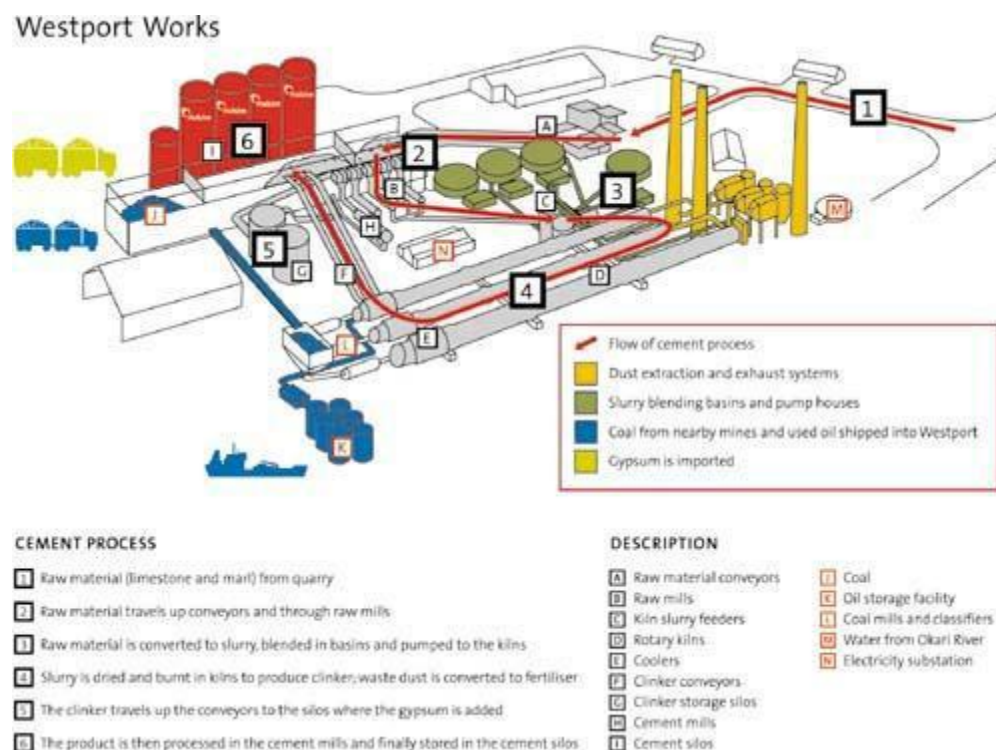 Westport Works
1
A
2
6
I
B
C
3
M
J
H
N
5
G
F
D
4
E
L
K
Flow of cement process
Dust extraction and exhaust systems
Slurry blending basins and pump houses
Coal from nearby mines and used oil shipped into Westport
Gypsum is imported
CEMENT PROCESS
1 Raw material (limestone and marl) from quarry
2 Raw material travels up conveyors and through raw mills
3 Raw material is converted to slurry, blended in basins and pumped to the kilns
4 Slurry is dried and burnt in kilns to produce clinker; waste dust is converted to fertiliser
5 The clinker travels up the conveyors to the silos where the gypsum is added
6 The product is then processed in the cement mills and finally stored in the cement silos
DESCRIPTION
A Raw material conveyors
B Raw mills
C Kiln slurry feeders
D Rotary kilns
E Coolers
F Clinker conveyors
G Clinker storage silos
H Cement mills
I Cement silos
J Coal
K Oil storage facility
L Coal mills and classifiers
M Water from Okari River
N Electricity substation